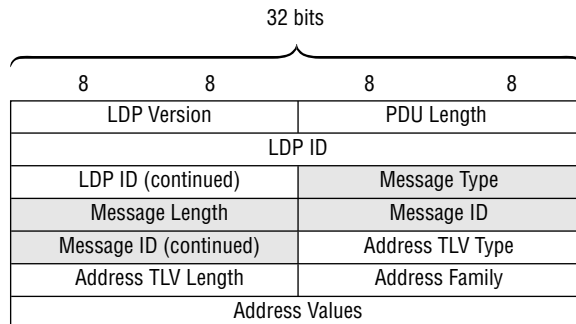 32 bits
8 8 8 8
LDP Version PDU Length
LDP ID
LDP ID (continued) Message Type
Message Length Message ID
Message ID (continued) Address TLV Type
Address TLV Length Address Family
Address Values